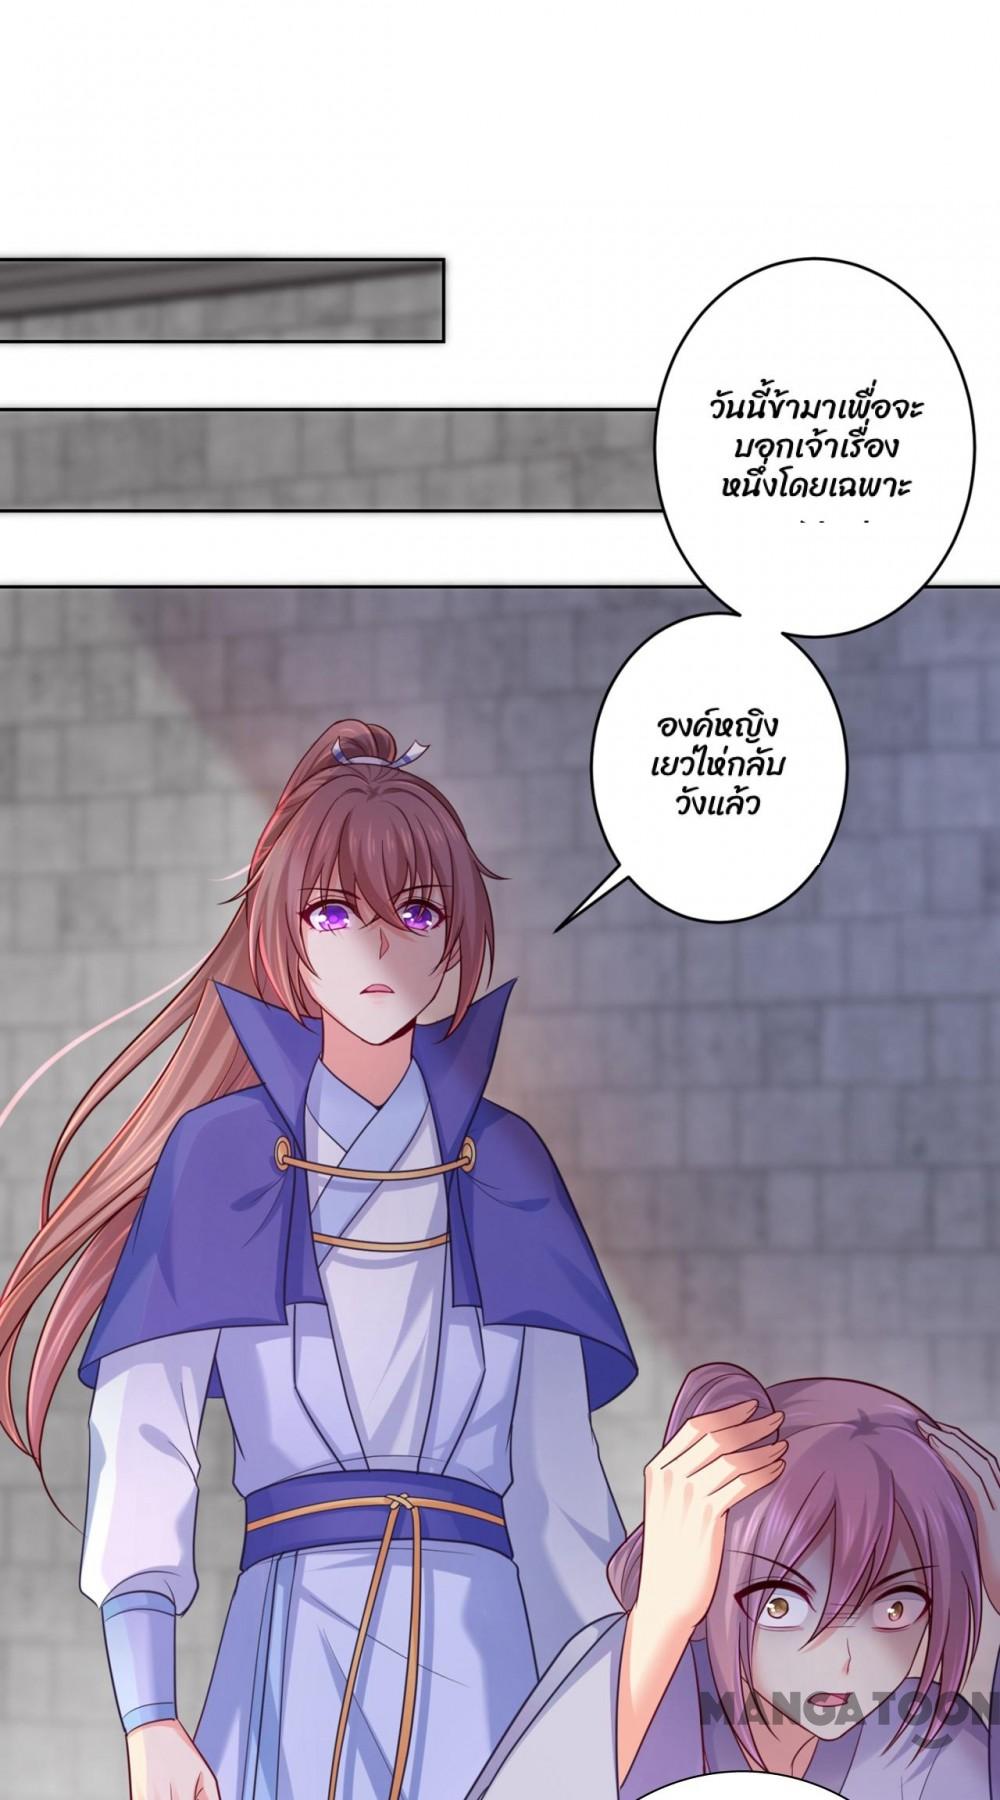 วันนี้ข้ามาเพื่อจะ
บอกเจ้าเรื่อง
หนึ่งโดยเฉพาะ
องค์หญิง
เยว่ไห่กลับ
วังแล้ว
MANGATOON